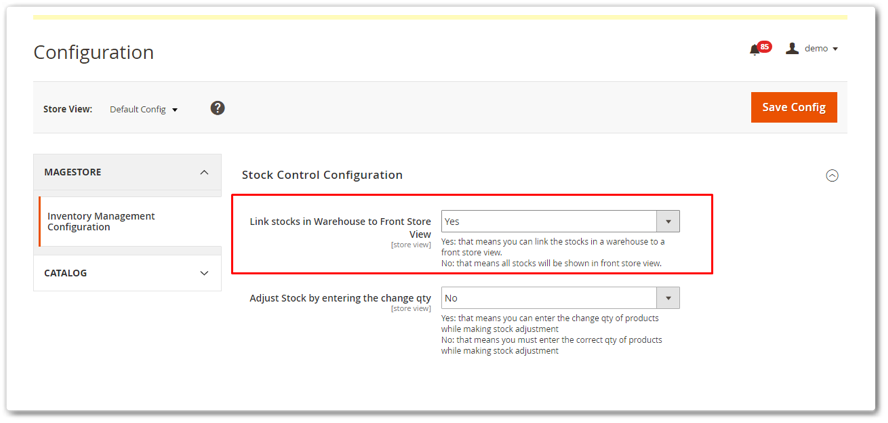 Configuration
85
demo
Store View:
Default Config
?
Save Config
MAGESTORE
Inventory Management
Configuration
CATALOG
Stock Control Configuration
Link stocks in Warehouse to Front Store
View
[store view]
Yes
Yes: that means you can link the stocks in a warehouse to a
front store view.
No: that means all stocks will be shown in front store view.
Adjust Stock by entering the change qty
[store view]
No
Yes: that means you can enter the change qty of products
while making stock adjustment
No: that means you must enter the correct qty of products
while making stock adjustment